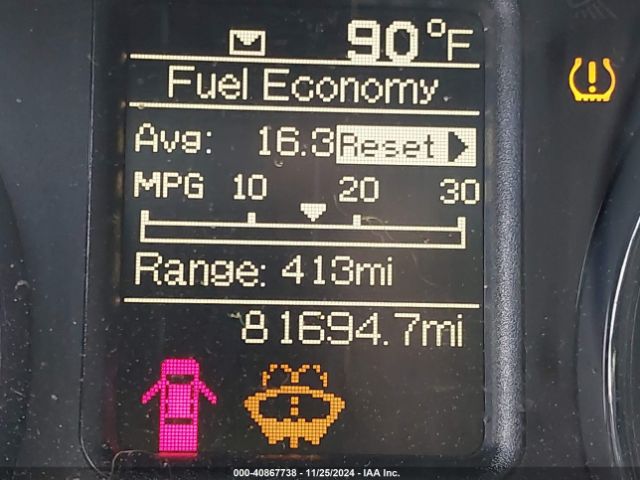 90°F
Fuel Economy
Avg: 16.3 Reset
MPG 10 20 30
Range: 413mi
81694.7mi
000-40867738 - 11/25/2024 - IAA Inc.